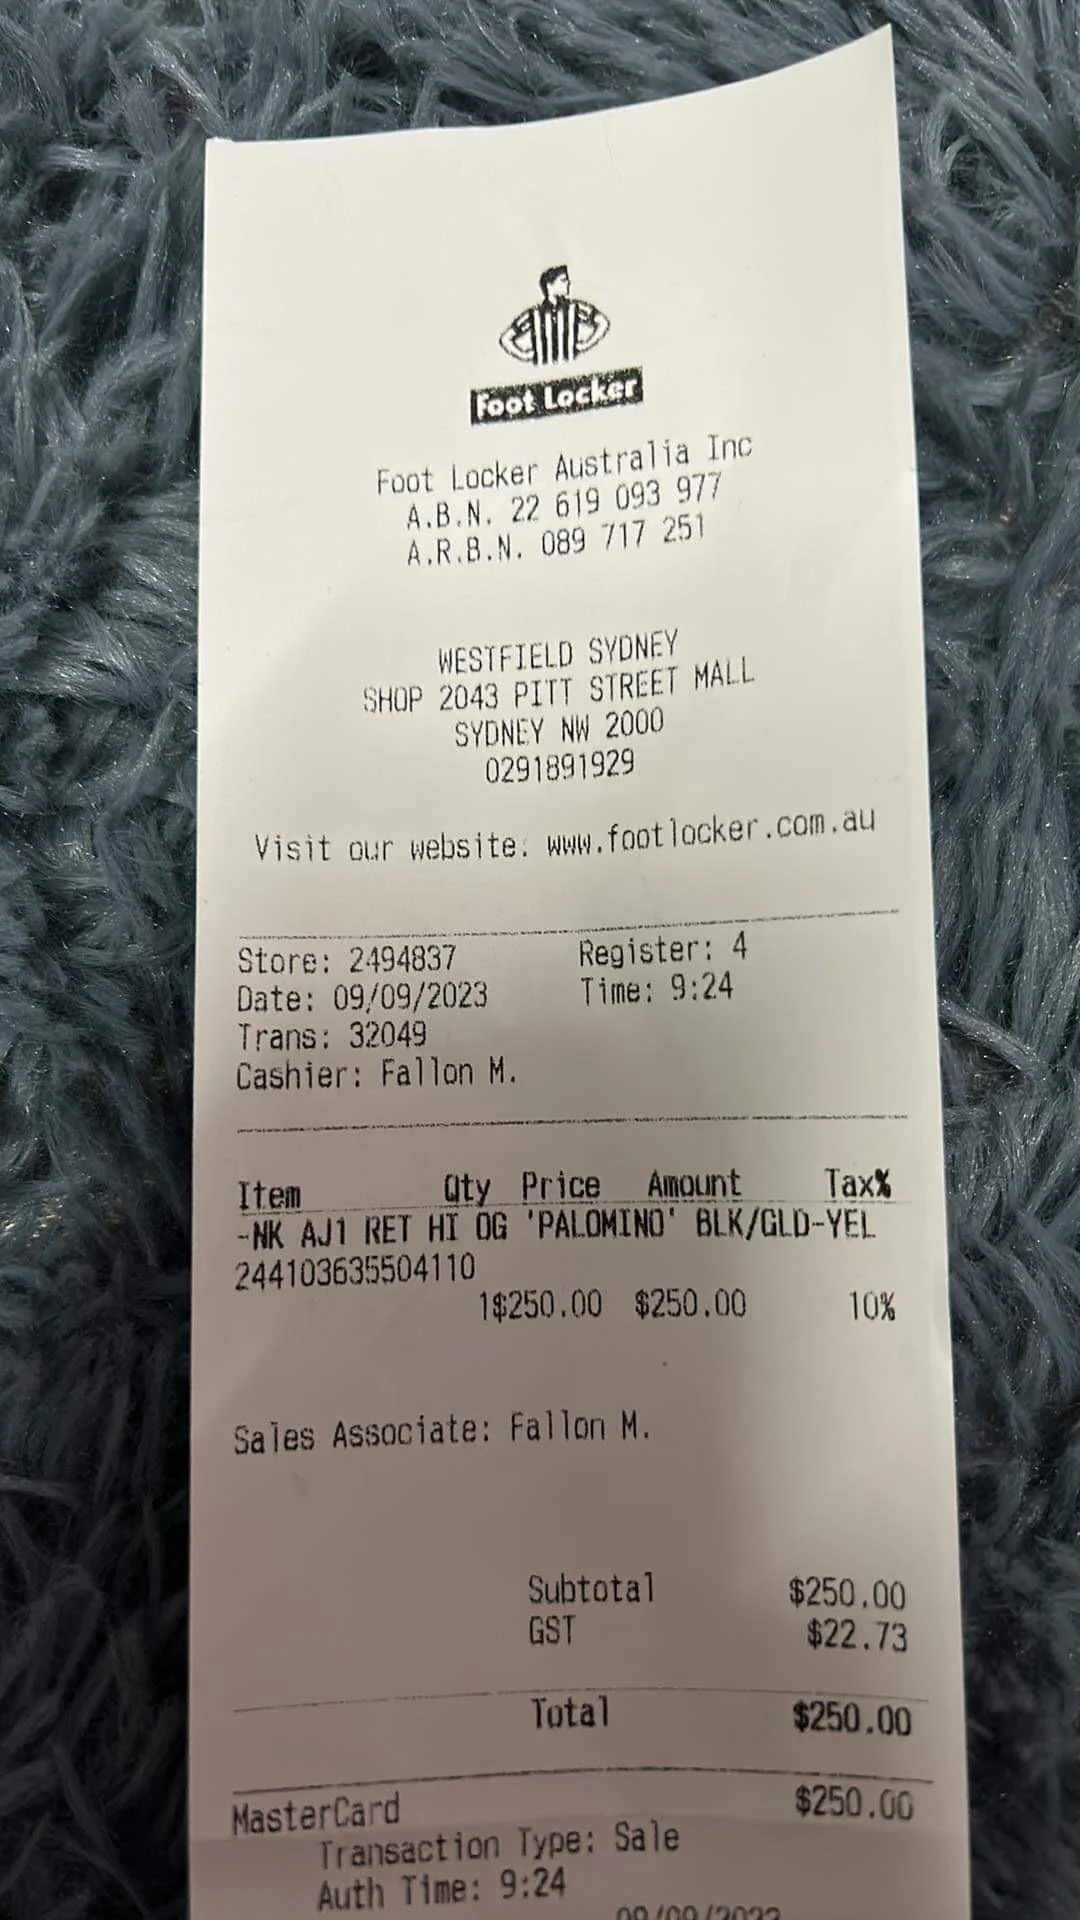 Foot Locker
Foot Locker Australia Inc
A.B.N. 22 619 093 977
A.R.B.N. 089 717 251
WESTFIELD SYDNEY
SHOP 2043 PITT STREET MALL
SYDNEY NW 2000
0291891929
Visit our website: www.footlocker.com.au
Store: 2494837 Register: 4
Date: 09/09/2023 Time: 9:24
Trans: 32049
Cashier: Fallon M.
Item Qty Price Amount Tax%
-NK AJ1 RET HI OG 'PALOMINO' BLK/GLD-YEL
244103635504110
1$250.00 $250.00 10%
Sales Associate: Fallon M.
Subtotal $250.00
GST $22.73
Total $250.00
MasterCard $250.00
Transaction Type: Sale
Auth Time: 9:24
09/09/2023